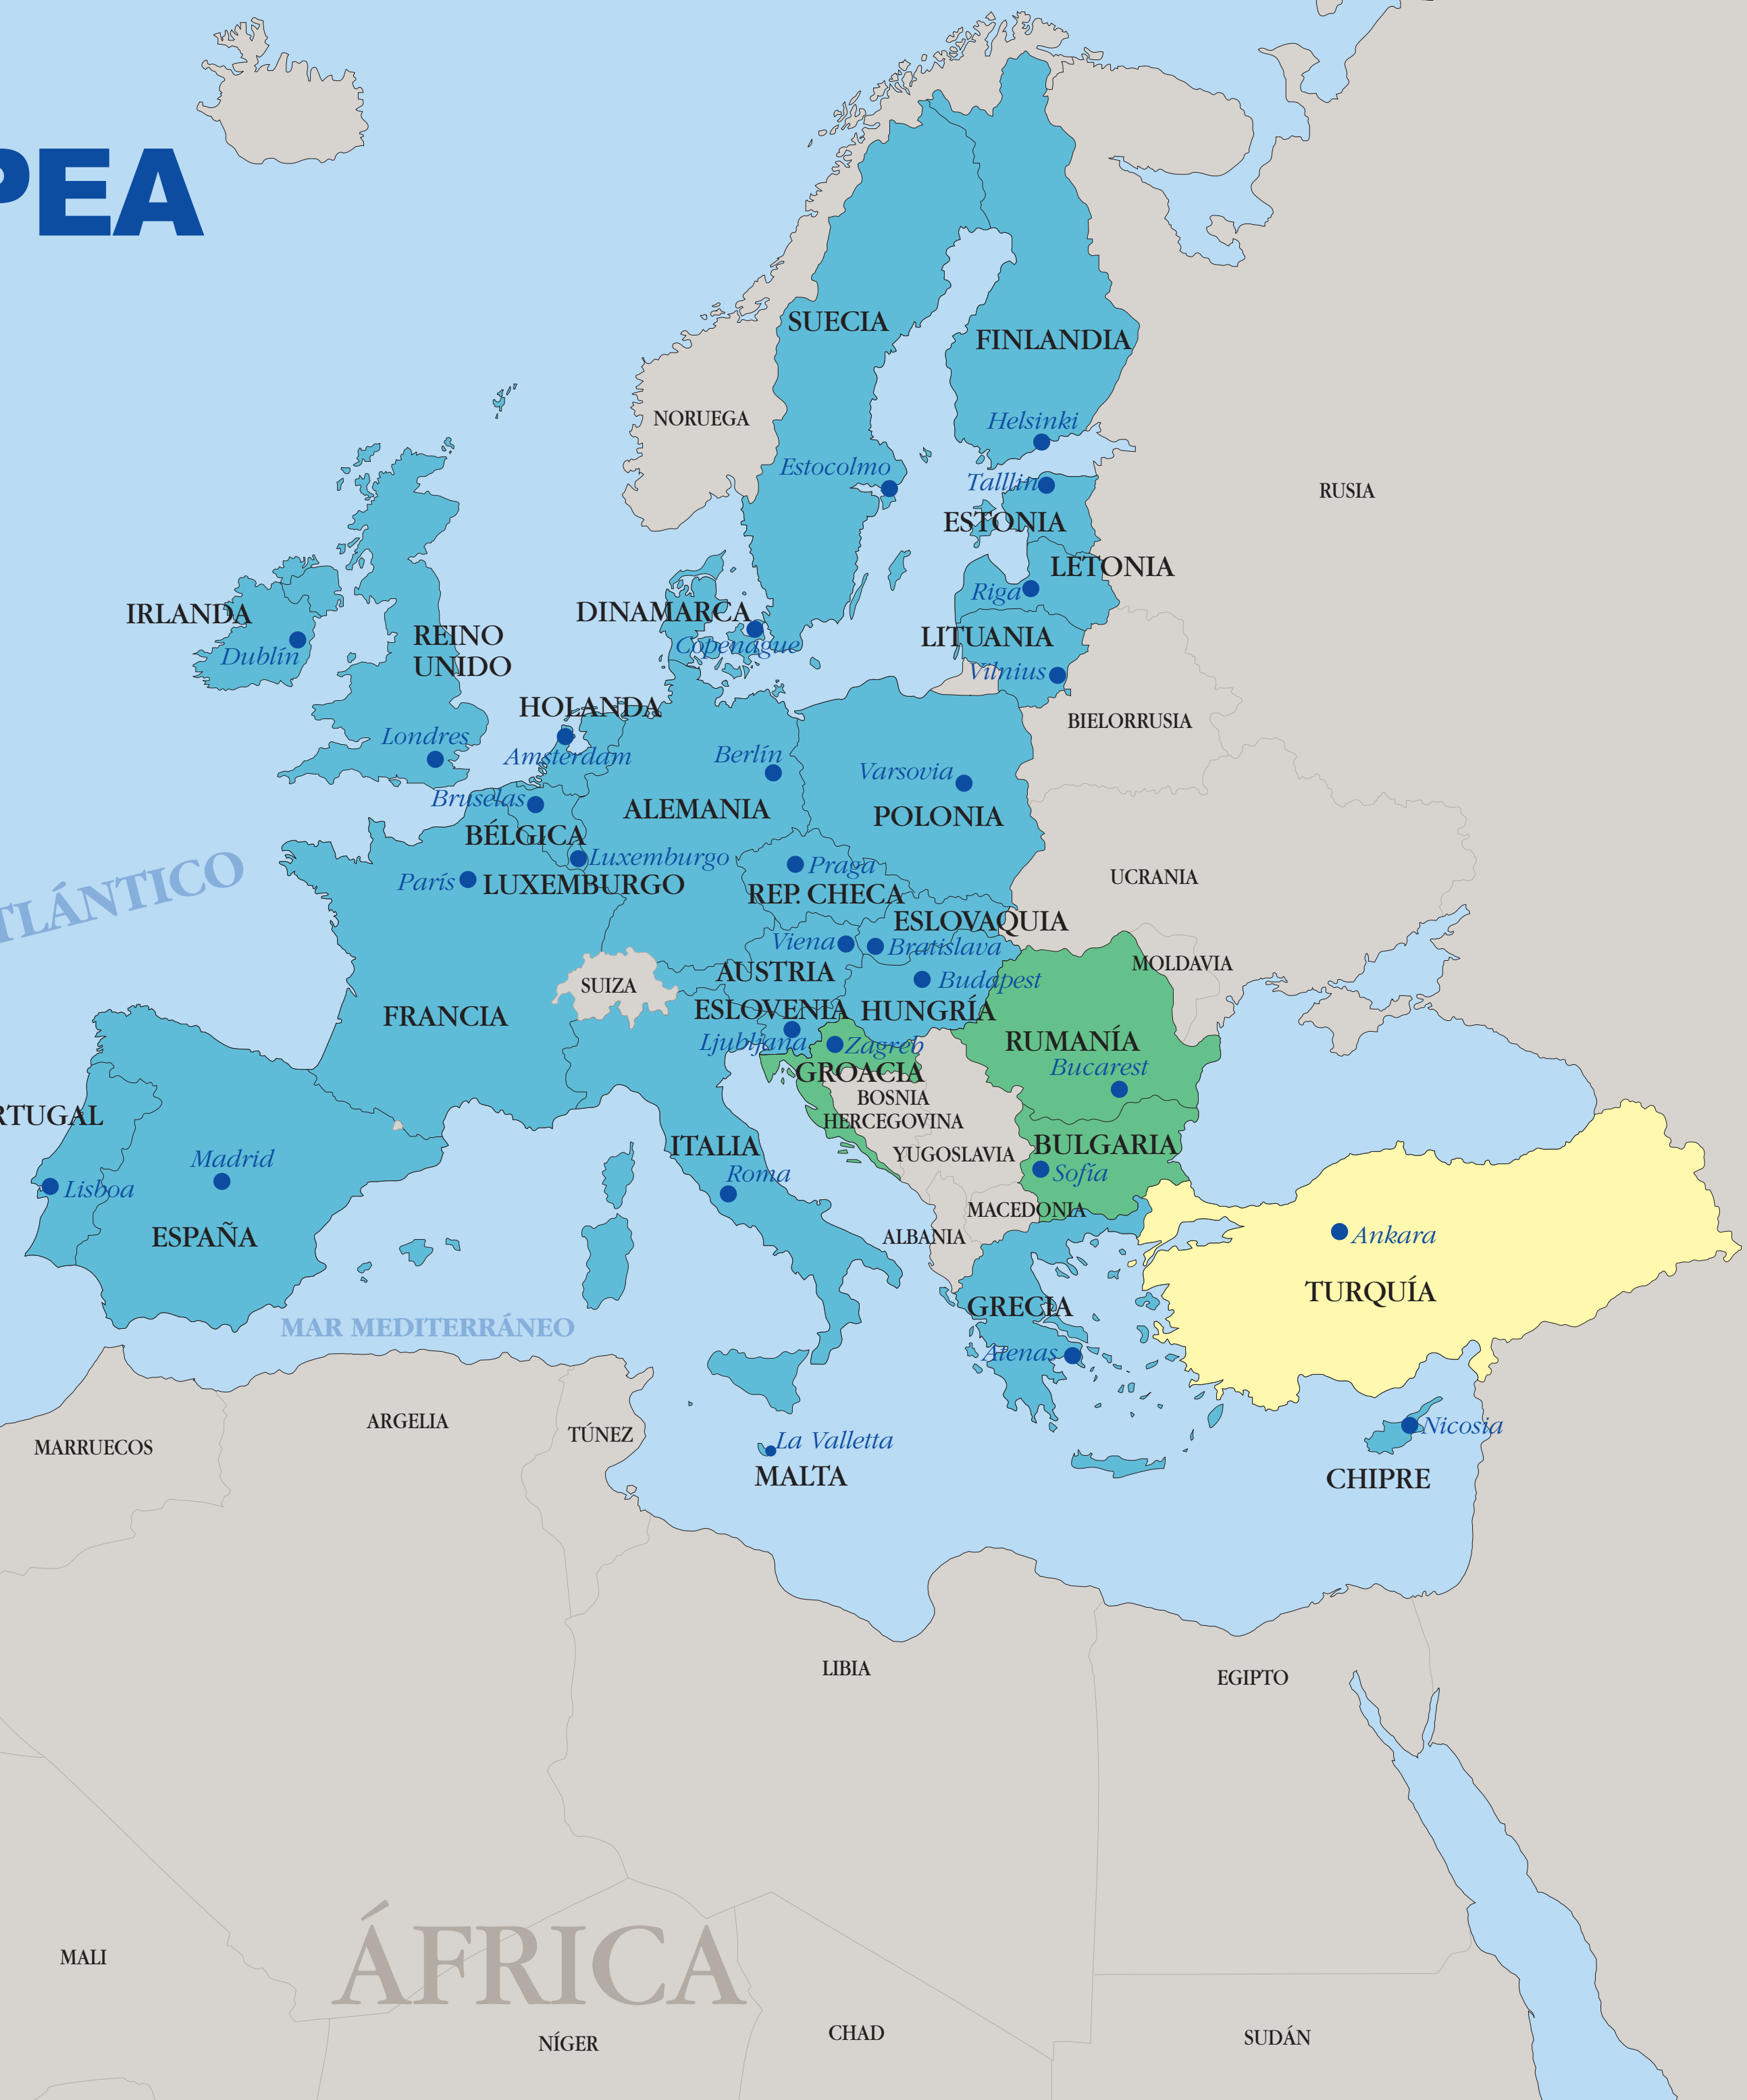 PEA
SUECIA
FINLANDIA
NORUEGA
Helsinki
Estocolmo
Talllin
RUSIA
ESTONIA
LETONIA
Riga
IRLANDA
DINAMARCA
Copenague
REINO
UNIDO
Dublín
LITUANIA
Vilnius
HOLANDA
BIELORRUSIA
Londres
Amsterdam
Berlín
Varsovia
Bruselas
ALEMANIA
POLONIA
BÉLGICA
Luxemburgo
TLÁNTICO
París
LUXEMBURGO
Praga
REP. CHECA
UCRANIA
ESLOVAQUIA
Viena
Bratislava
AUSTRIA
MOLDAVIA
SUIZA
Budapest
FRANCIA
ESLOVENIA
HUNGRÍA
Ljubljana
Zagreb
RUMANÍA
GROACIA
Bucarest
BOSNIA
HERCEGOVINA
RTUGAL
ITALIA
YUGOSLAVIA
BULGARIA
Madrid
Roma
Sofía
Lisboa
MACEDONIA
ESPAÑA
ALBANIA
Ankara
TURQUÍA
GRECIA
MAR MEDITERRÁNEO
Atenas
ARGELIA
TÚNEZ
MARRUECOS
La Valletta
MALTA
Nicosia
CHIPRE
LIBIA
EGIPTO
MALI
ÁFRICA
NÍGER
CHAD
SUDÁN